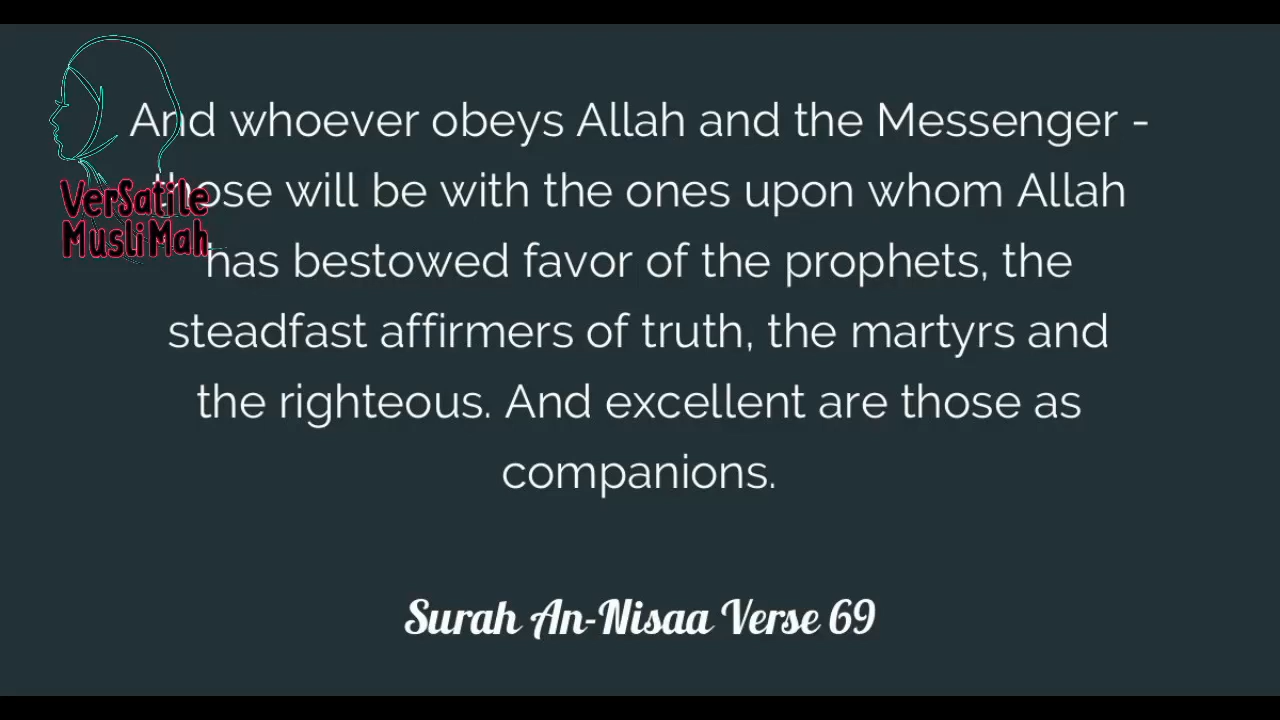 And whoever obeys Allah and the Messenger -
those will be with the ones upon whom Allah
has bestowed favor of the prophets, the
steadfast affirmers of truth, the martyrs and
the righteous. And excellent are those as
companions.
Surah An-Nisaa Verse 69
VerSatile
MusliMah